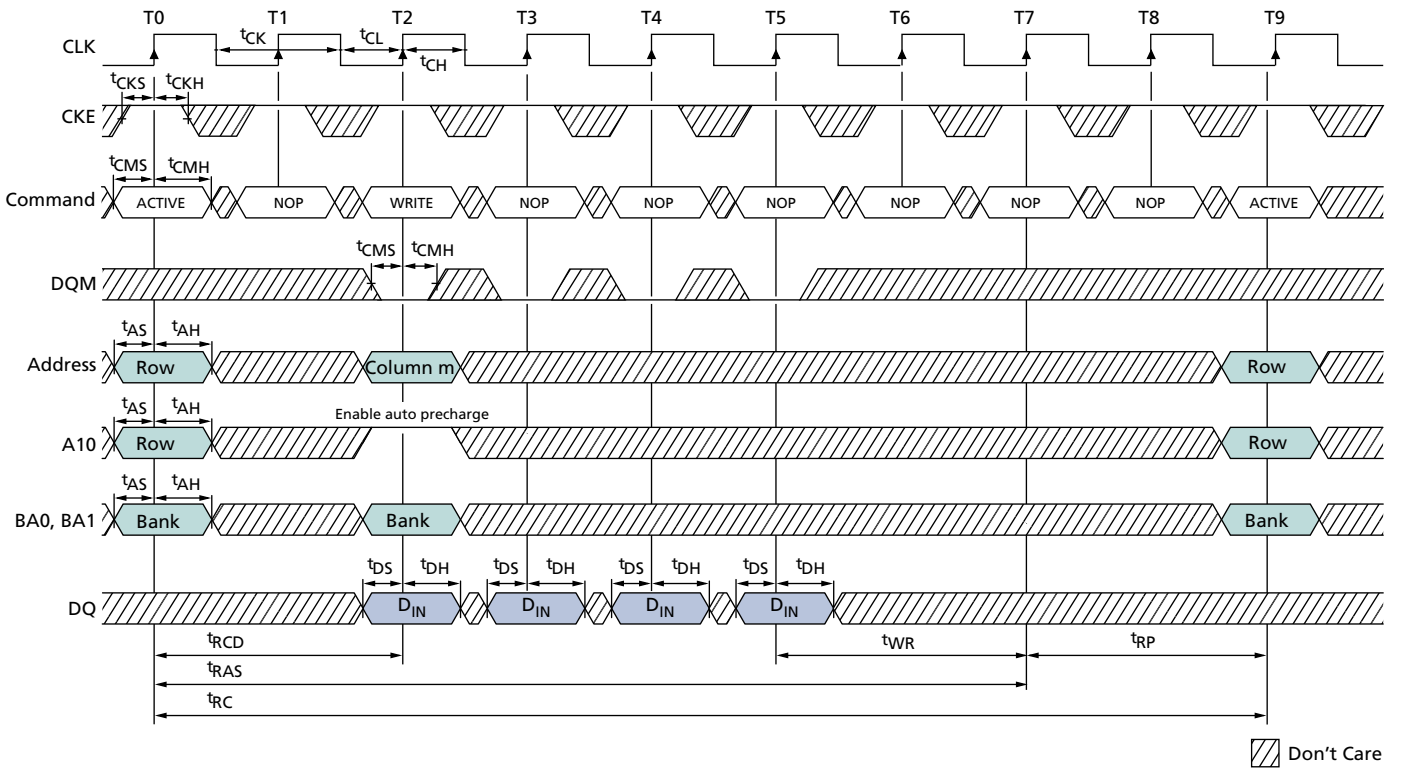 T0 T1 T2 T3 T4 T5 T6 T7 T8 T9
CLK tCK tCL tCH
tCKS tCKH
CKE
tCMS tCMH
Command ACTIVE NOP WRITE NOP NOP NOP NOP NOP NOP ACTIVE
tCMS tCMH
DQM
tAS tAH
Address Row Column m Row
tAS tAH Enable auto precharge
A10 Row Row
tAS tAH
BA0, BA1 Bank Bank Bank
tDS tDH tDS tDH tDS tDH tDS tDH
DQ DIN DIN DIN DIN
tRCD tWR tRP
tRAS
tRC
Don't Care